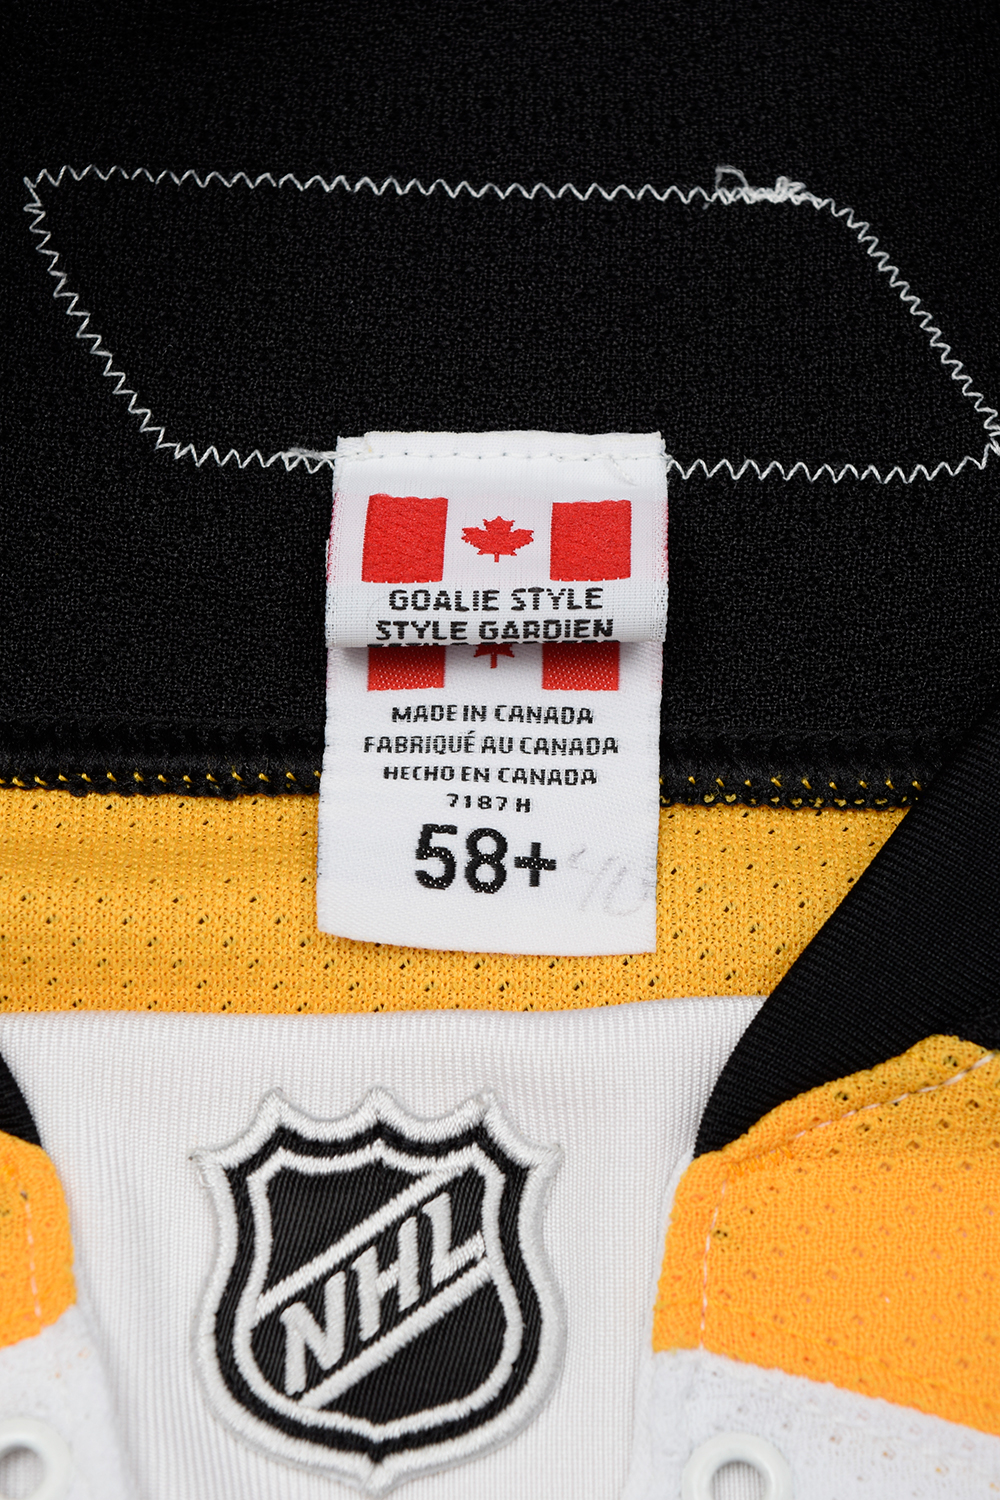 GOALIE STYLE
STYLE GARDIEN
MADE IN CANADA
FABRIQUÉ AU CANADA
HECHO EN CANADA
7187 H
58+
NHL